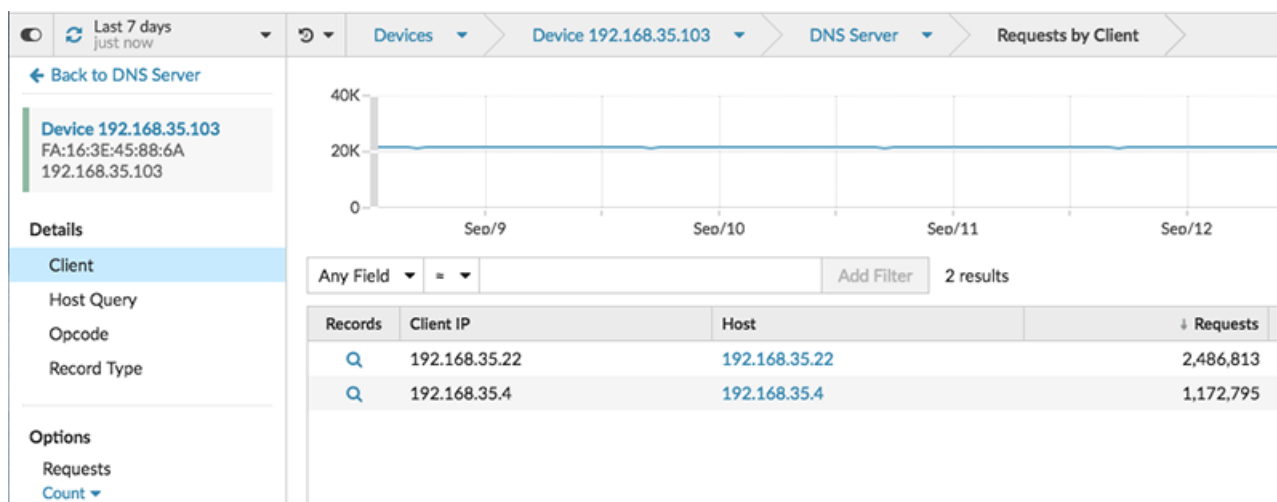 Last 7 days
just now
Devices
Device 192.168.35.103
DNS Server
Requests by Client
Back to DNS Server
Device 192.168.35.103
FA:16:3E:45:88:6A
192.168.35.103
Details
Client
Host Query
Opcode
Record Type
Options
Requests
Count
40K
20K
0
Sep/9
Sep/10
Sep/11
Sep/12
Any Field ≈ Add Filter 2 results
Records Client IP Host ↓ Requests
192.168.35.22 192.168.35.22 2,486,813
192.168.35.4 192.168.35.4 1,172,795